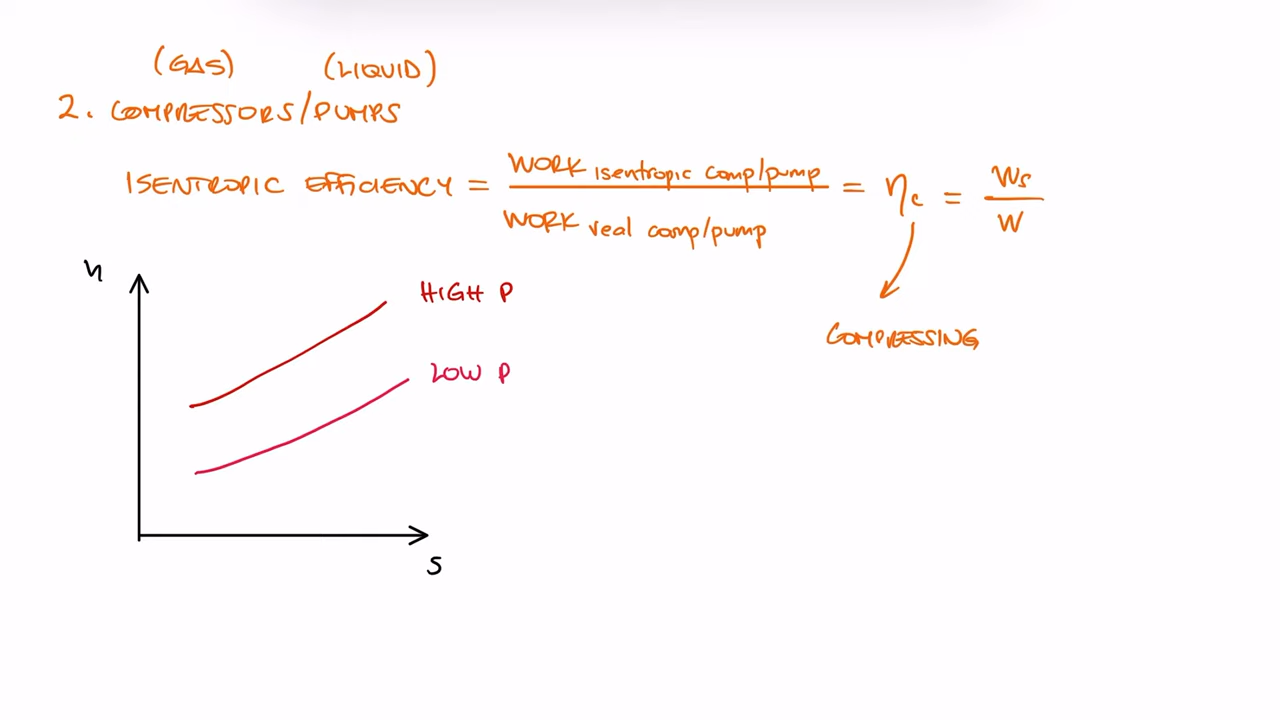 (GAS) (LIQUID)
2. COMPRESSORS/PUMPS
ISENTROPIC EFFICIENCY = WORK isentropic comp/pump / WORK real comp/pump = ηc = Ws / W
COMPRESSING
h
HIGH P
LOW P
s